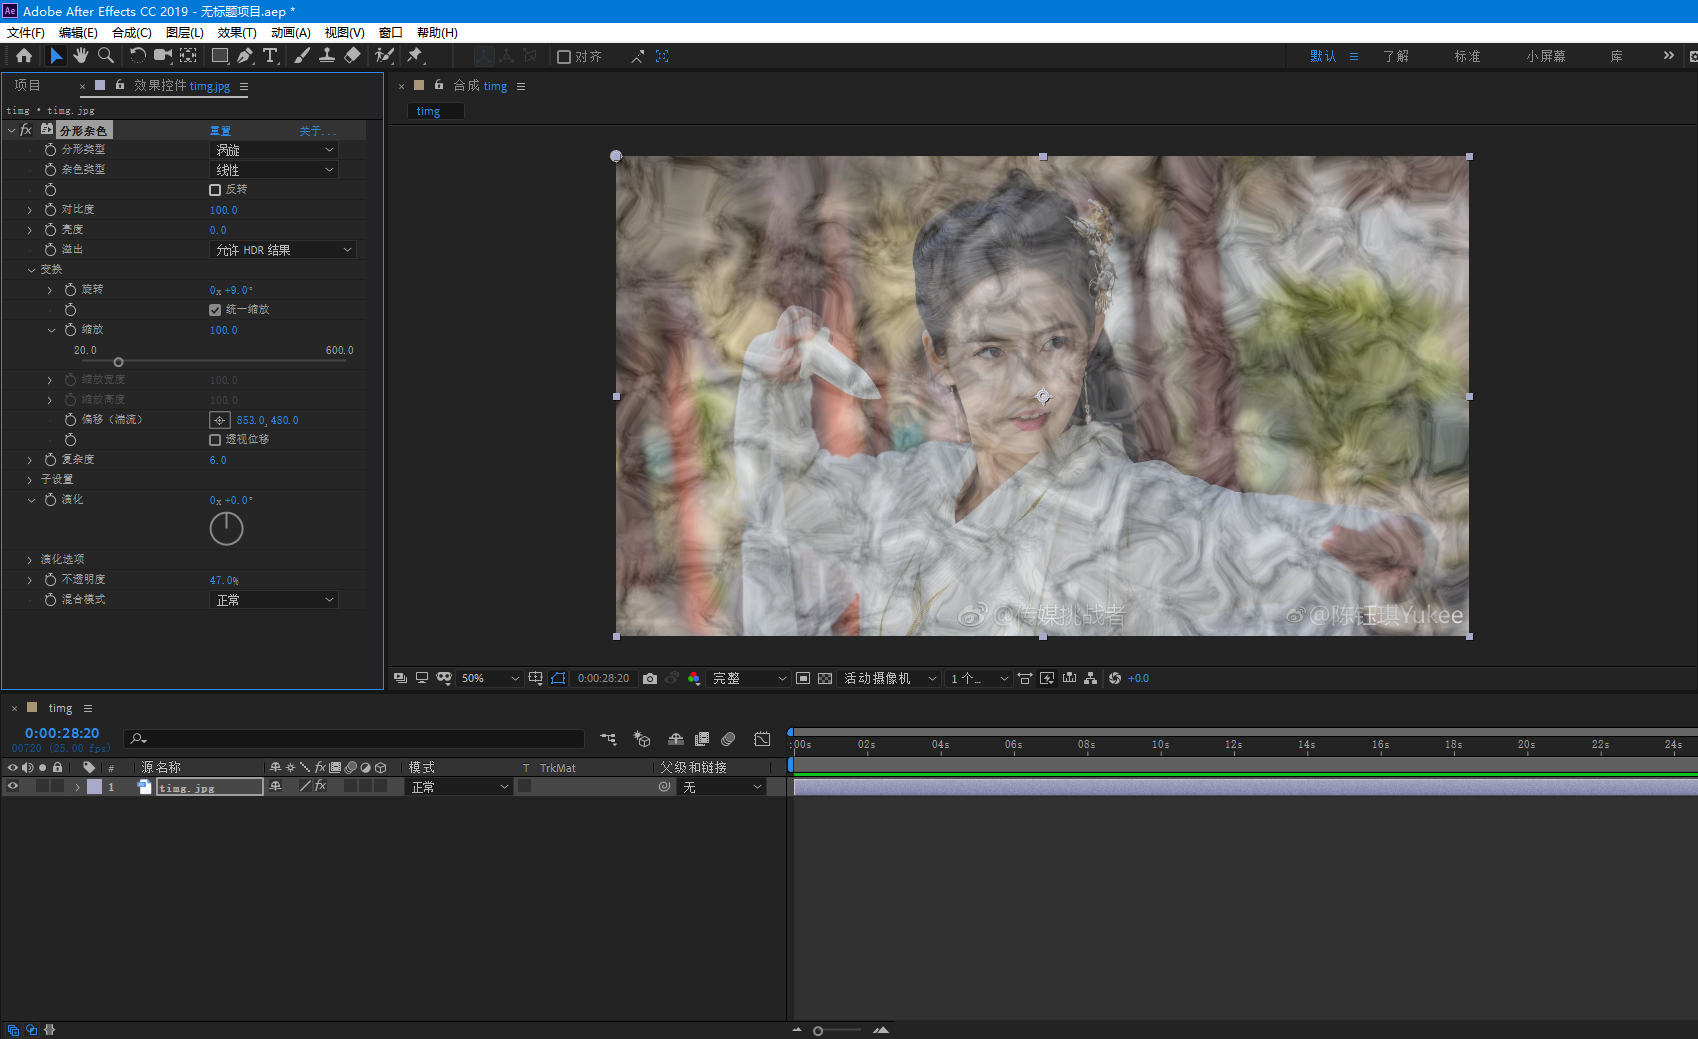 Ae Adobe After Effects CC 2019 - 无标题项目.aep *
文件(F) 编辑(E) 合成(C) 图层(L) 效果(T) 动画(A) 视图(V) 窗口 帮助(H)
对齐 默认 了解 标准 小屏幕 库
项目 效果控件 timg.jpg
timg • timg.jpg
fx 分形杂色 重置 关于...
分形类型 涡旋
杂色类型 线性
反转
对比度 100.0
亮度 0.0
溢出 允许 HDR 结果
变换
旋转 0x +9.0°
统一缩放
缩放 100.0
20.0 600.0
缩放宽度 100.0
缩放高度 100.0
偏移（湍流） 853.0, 480.0
透视位移
复杂度 6.0
子设置
演化 0x +0.0°
演化选项
不透明度 47.0%
混合模式 正常
合成 timg
timg
@传媒挑战者
@陈钰琪Yukee
50% 0:00:28:20 完整 活动摄像机 1 个... +0.0
timg
0:00:28:20
00720 (25.00 fps)
# 源名称 fx 模式 T TrkMat 父级和链接
1 timg.jpg fx 正常 无
:00s 02s 04s 06s 08s 10s 12s 14s 16s 18s 20s 22s 24s